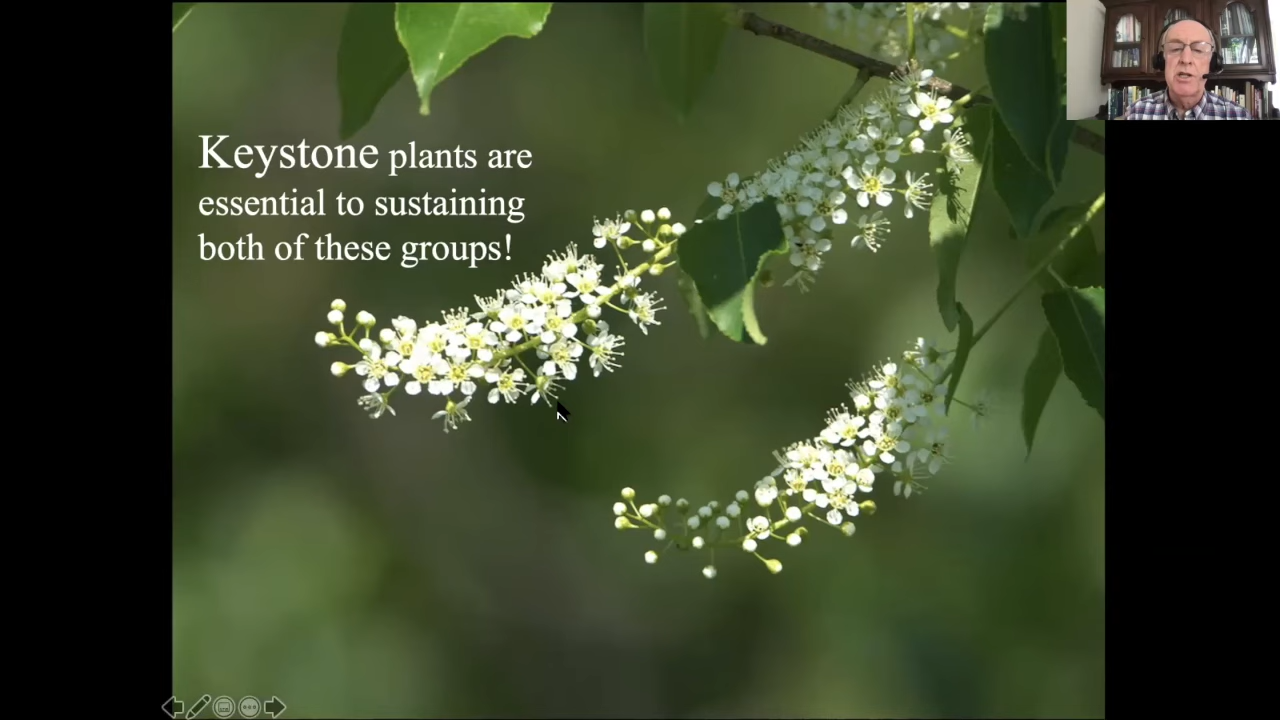 Keystone plants are
essential to sustaining
both of these groups!